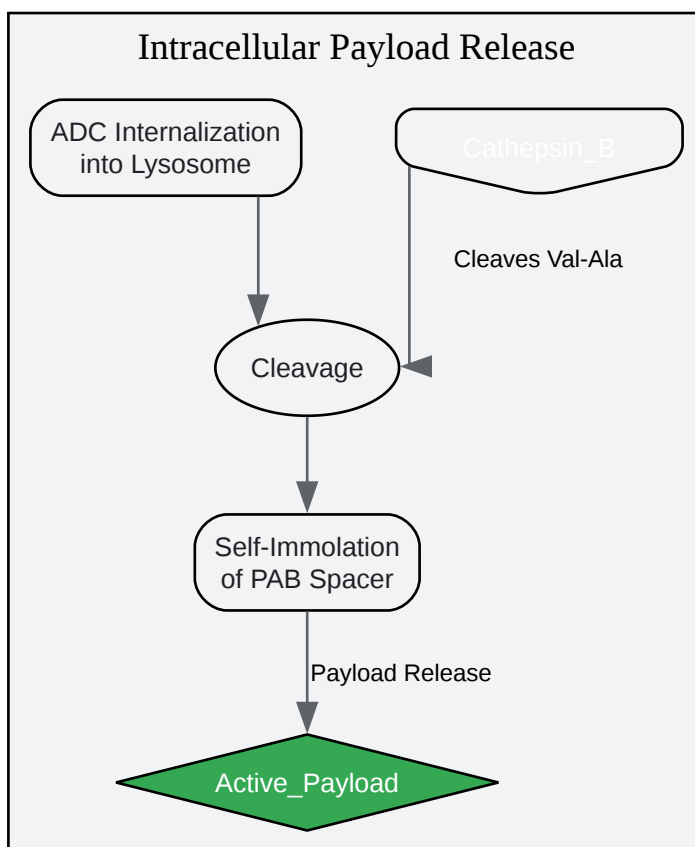 Intracellular Payload Release
ADC Internalization
into Lysosome
Cathepsin_B
Cleaves Val-Ala
Cleavage
Self-Immolation
of PAB Spacer
Payload Release
Active_Payload